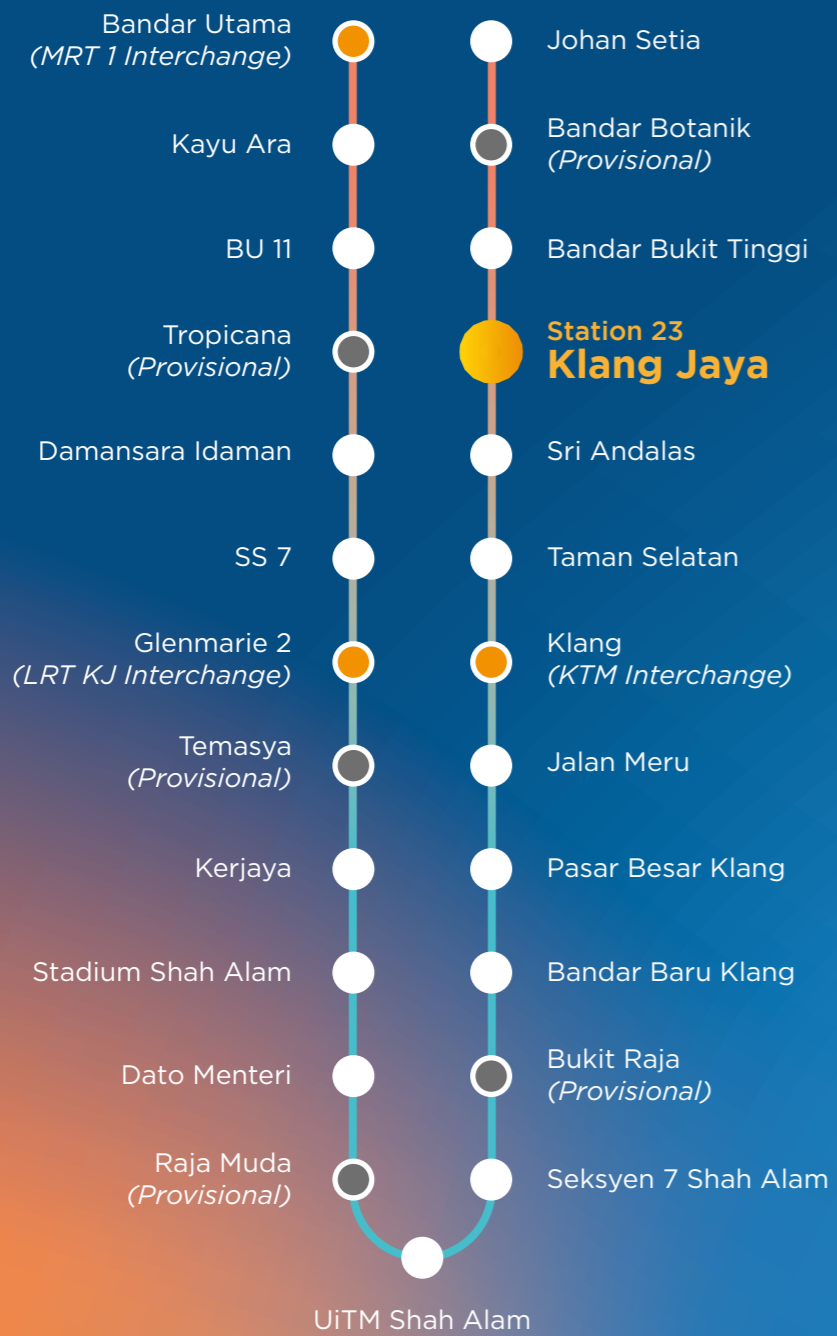 Bandar Utama
(MRT 1 Interchange)
Kayu Ara
BU 11
Tropicana
(Provisional)
Damansara Idaman
SS 7
Glenmarie 2
(LRT KJ Interchange)
Temasya
(Provisional)
Kerjaya
Stadium Shah Alam
Dato Menteri
Raja Muda
(Provisional)
UiTM Shah Alam
Johan Setia
Bandar Botanik
(Provisional)
Bandar Bukit Tinggi
Station 23
Klang Jaya
Sri Andalas
Taman Selatan
Klang
(KTM Interchange)
Jalan Meru
Pasar Besar Klang
Bandar Baru Klang
Bukit Raja
(Provisional)
Seksyen 7 Shah Alam